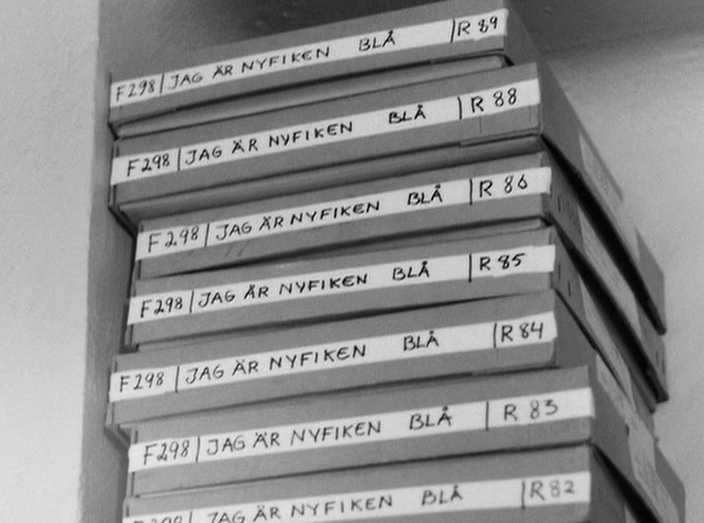 F298 | JAG ÄR NYFIKEN BLÅ | R 89
F298 | JAG ÄR NYFIKEN BLÅ | R 88
F298 | JAG ÄR NYFIKEN BLÅ | R 86
F298 | JAG ÄR NYFIKEN BLÅ | R 85
F298 | JAG ÄR NYFIKEN BLÅ | R 84
F298 | JAG ÄR NYFIKEN BLÅ | R 83
F298 | JAG ÄR NYFIKEN BLÅ | R 82